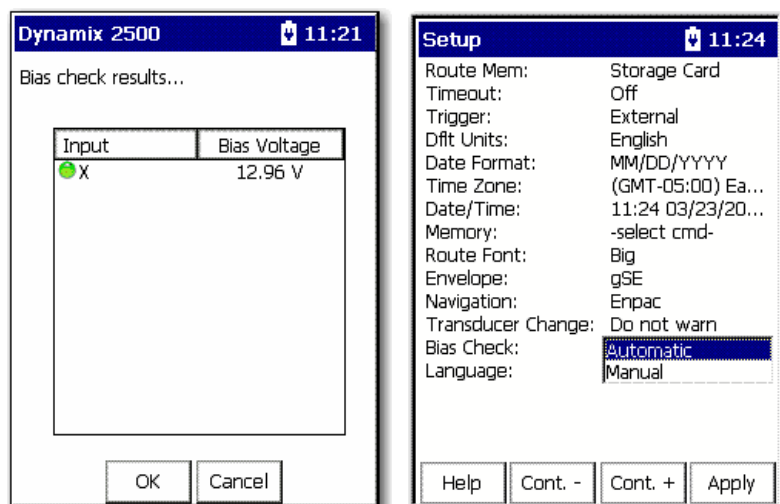 Dynamix 2500 11:21
Bias check results...
Input Bias Voltage
X 12.96 V
OK Cancel
Setup 11:24
Route Mem: Storage Card
Timeout: Off
Trigger: External
Dflt Units: English
Date Format: MM/DD/YYYY
Time Zone: (GMT-05:00) Ea...
Date/Time: 11:24 03/23/20...
Memory: -select cmd-
Route Font: Big
Envelope: gSE
Navigation: Enpac
Transducer Change: Do not warn
Bias Check: Automatic
Language: Manual
Help Cont. - Cont. + Apply